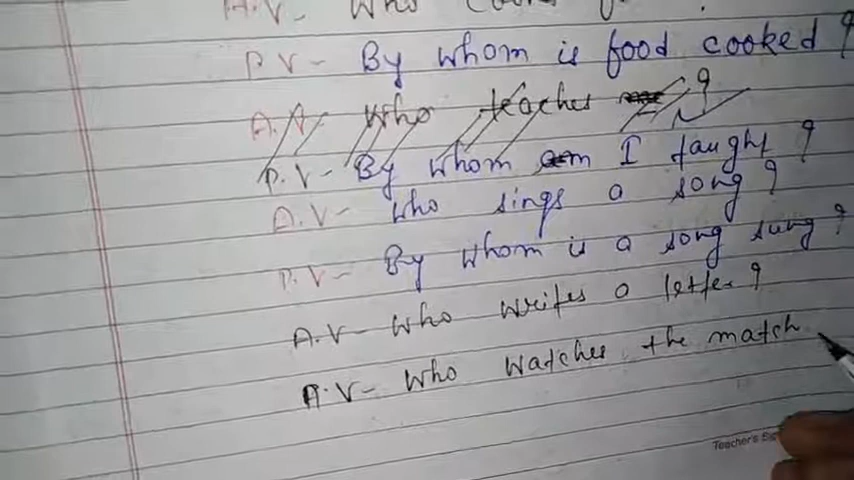 A.V - Who
P.V - By whom is food cooked ?
A.V Who teaches ?
P.V - By whom am I taught ?
A.V - Who sings a song ?
P.V - By whom is a song sung ?
A.V - Who writes a letter ?
A.V - Who watches the match
Teacher's